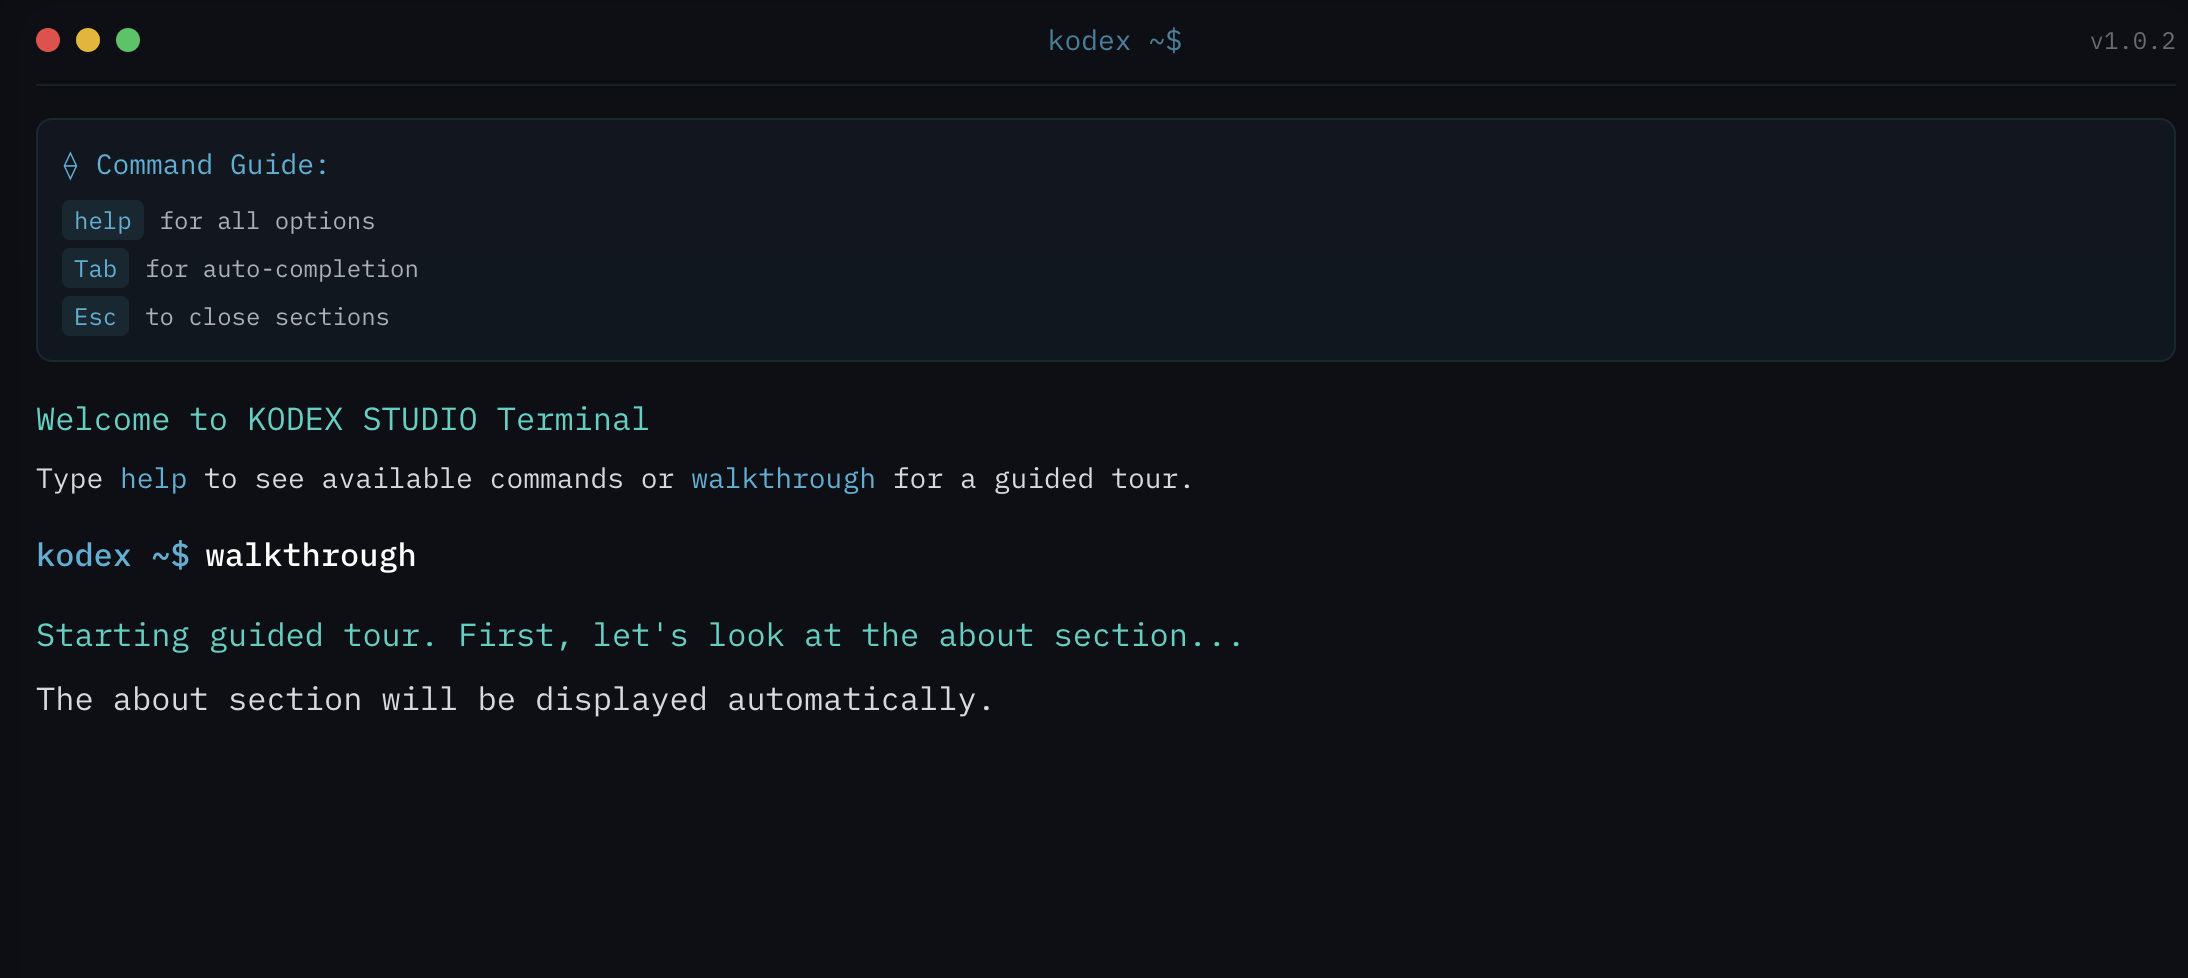 kodex ~$
v1.0.2
Command Guide:
help for all options
Tab for auto-completion
Esc to close sections
Welcome to KODEX STUDIO Terminal
Type help to see available commands or walkthrough for a guided tour.
kodex ~$ walkthrough
Starting guided tour. First, let's look at the about section...
The about section will be displayed automatically.